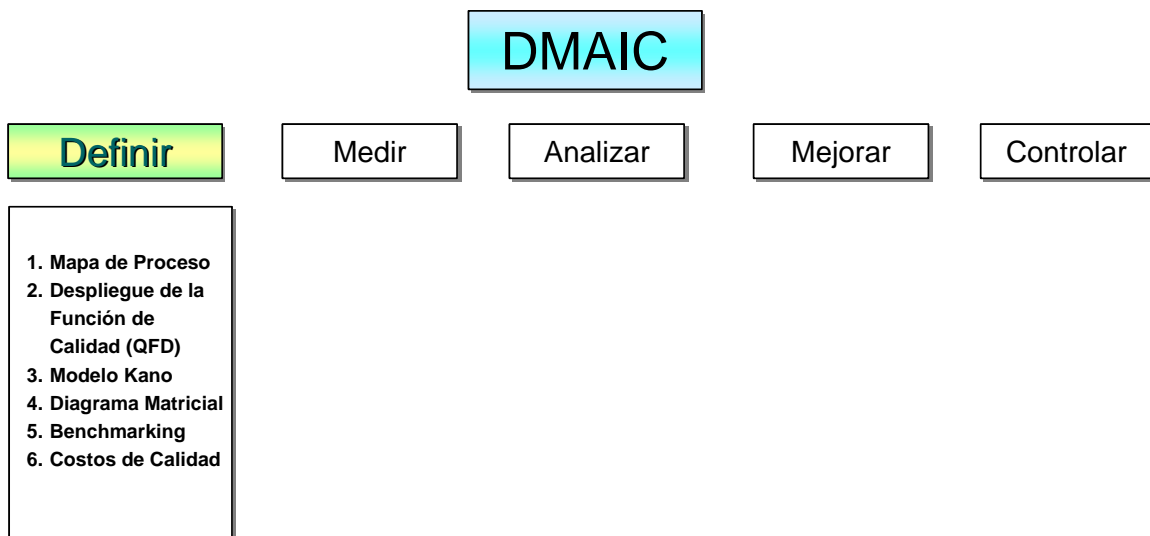 DMAIC
Definir
Medir
Analizar
Mejorar
Controlar
1. Mapa de Proceso
2. Despliegue de la
Función de
Calidad (QFD)
3. Modelo Kano
4. Diagrama Matricial
5. Benchmarking
6. Costos de Calidad